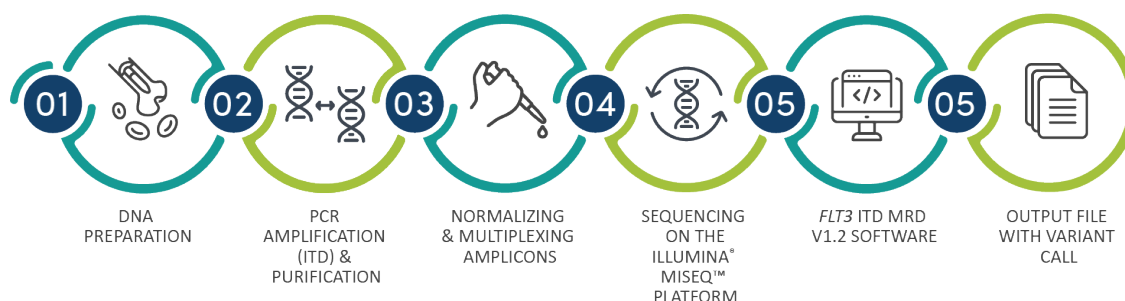 01
DNA
PREPARATION
02
PCR
AMPLIFICATION
(ITD) &
PURIFICATION
03
NORMALIZING
& MULTIPLEXING
AMPLICONS
04
SEQUENCING
ON THE
ILLUMINA®
MISEQ™
PLATFORM
05
</>
FLT3 ITD MRD
V1.2 SOFTWARE
05
OUTPUT FILE
WITH VARIANT
CALL